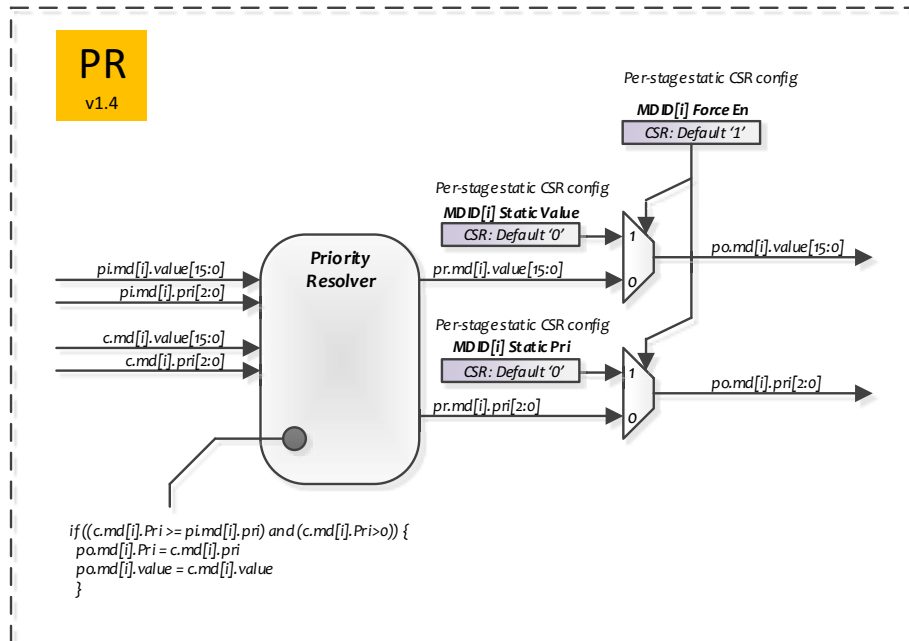 PR
v1.4
Per-stage static CSR config
MDID[i] Force En
CSR: Default ‘1’
Per-stage static CSR config
MDID[i] Static Value
CSR: Default ‘0’
1
0
po.md[i].value[15:0]
Priority
Resolver
pi.md[i].value[15:0]
pi.md[i].pri[2:0]
c.md[i].value[15:0]
c.md[i].pri[2:0]
pr.md[i].value[15:0]
Per-stage static CSR config
MDID[i] Static Pri
CSR: Default ‘0’
1
0
po.md[i].pri[2:0]
pr.md[i].pri[2:0]
if ((c.md[i].Pri >= pi.md[i].pri) and (c.md[i].Pri>0)) {
po.md[i].Pri = c.md[i].pri
po.md[i].value = c.md[i].value
}